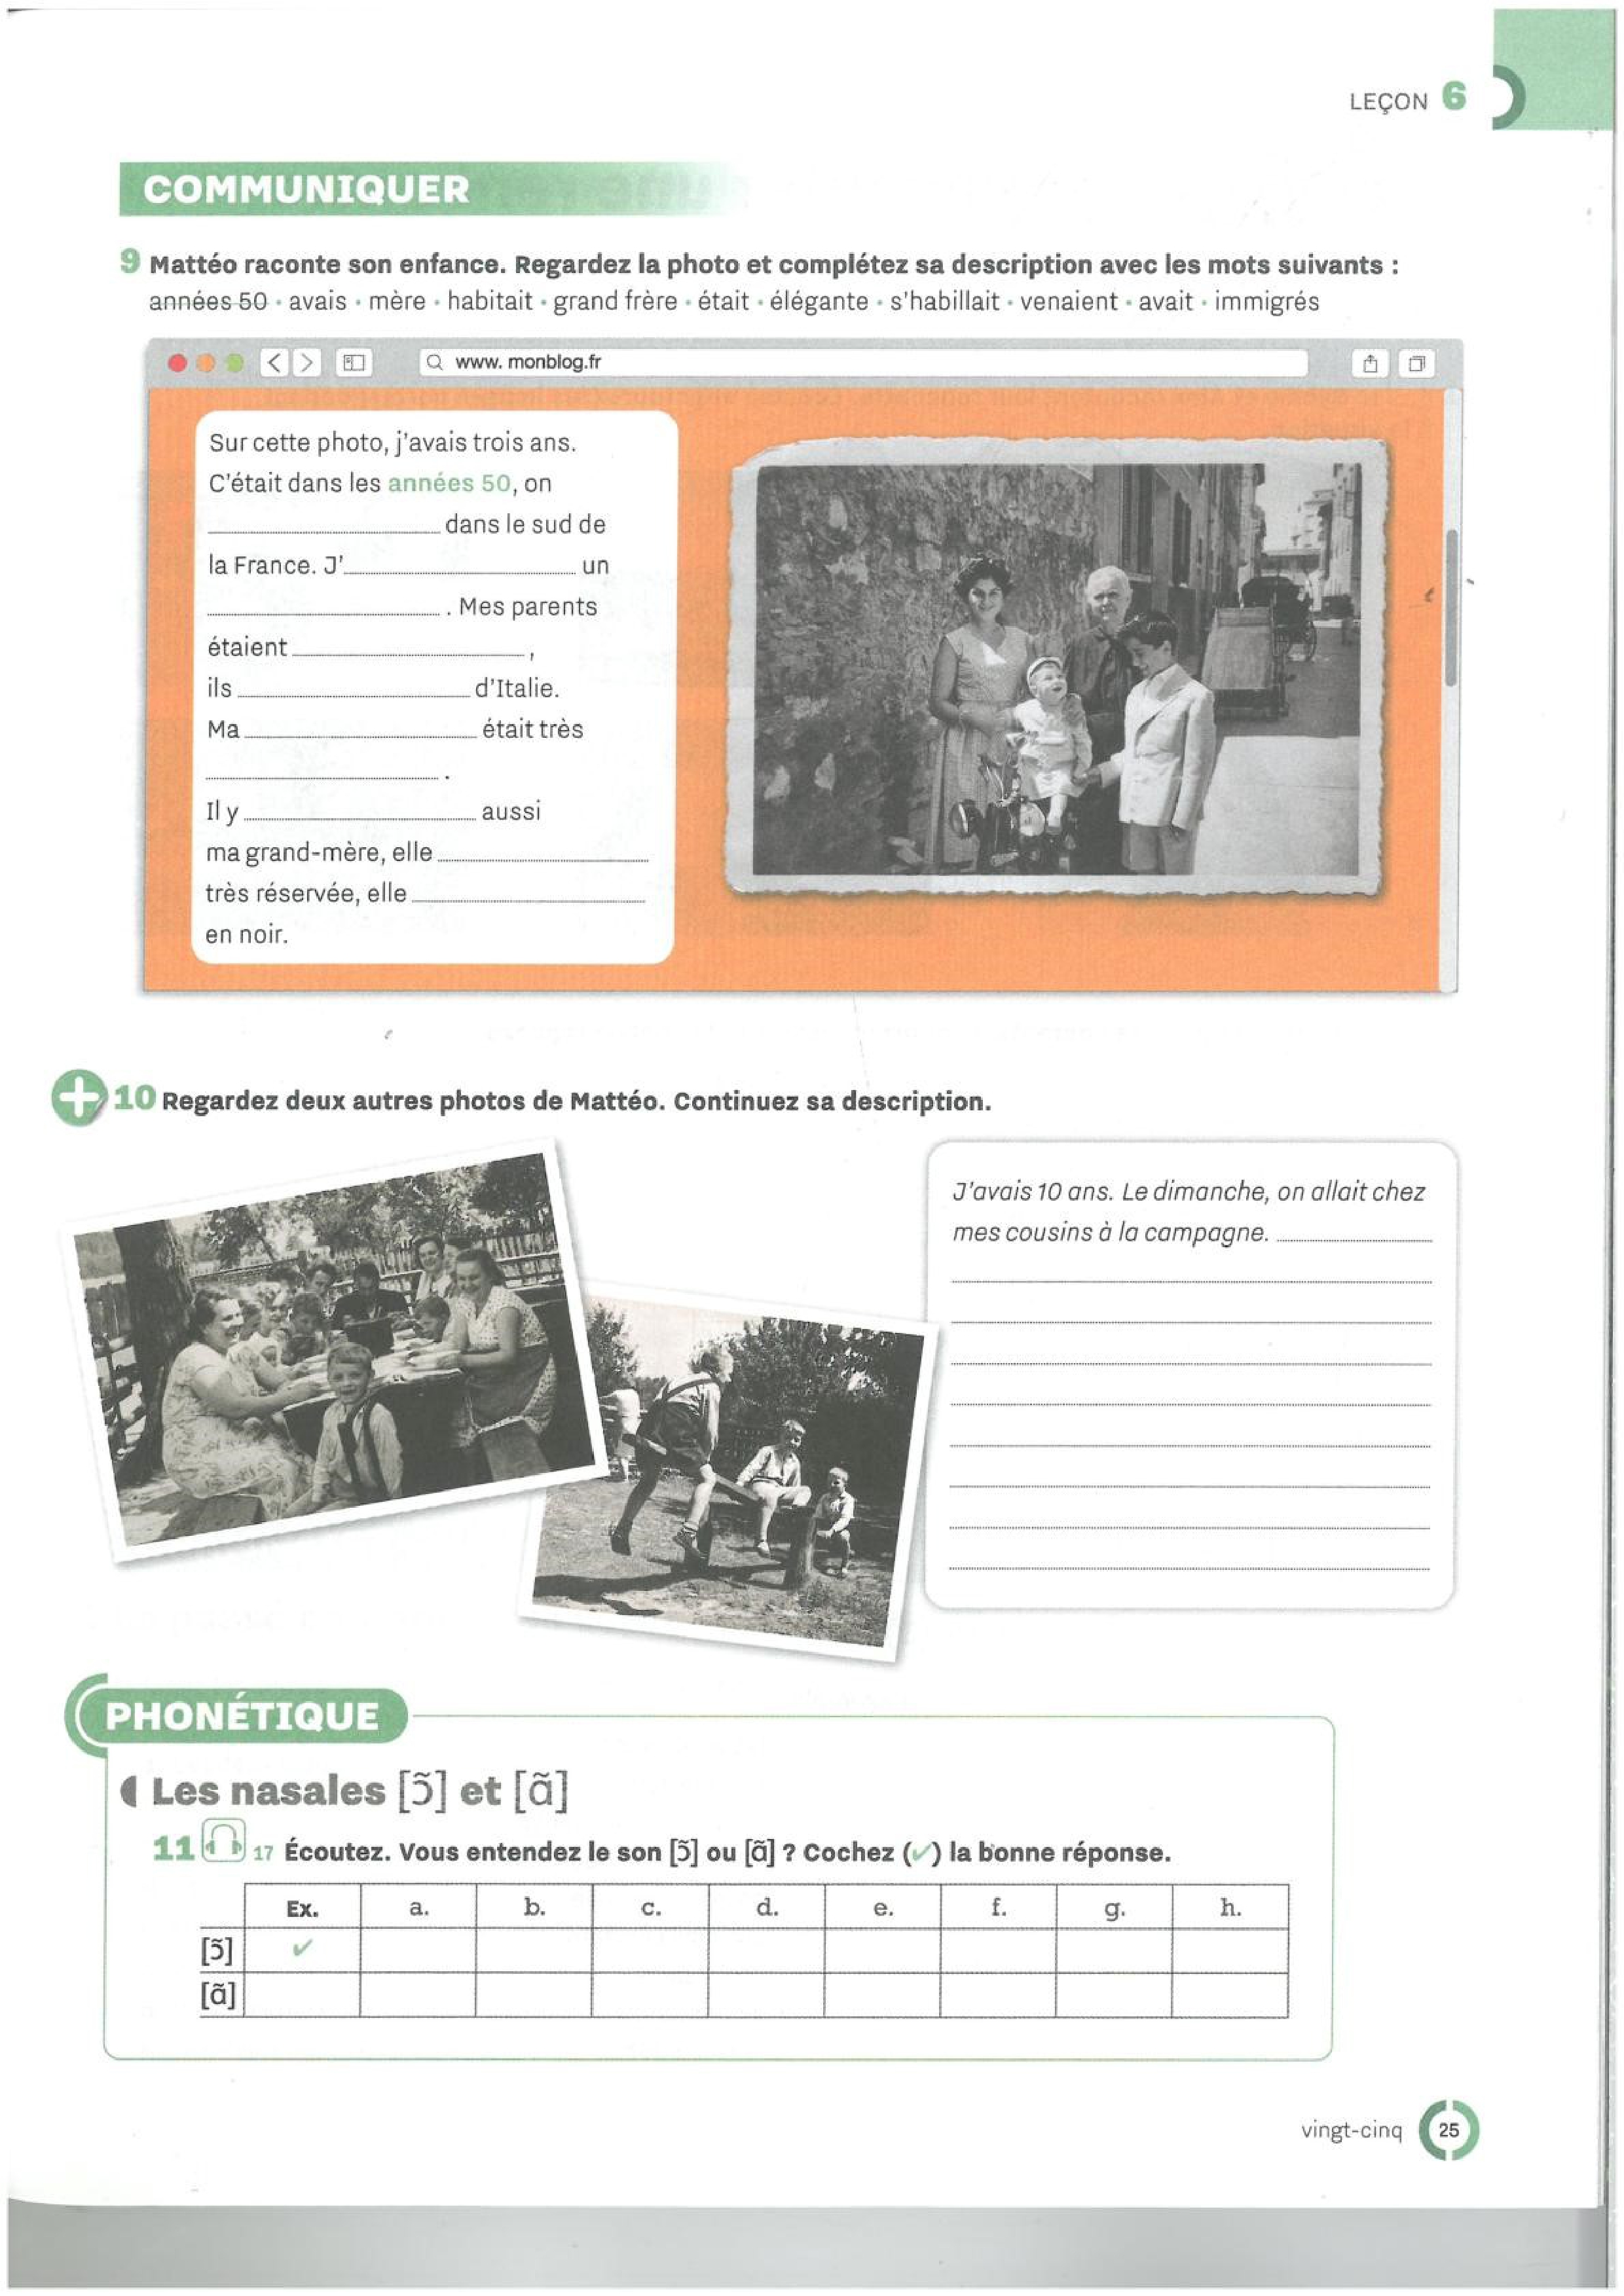 LEÇON 6
COMMUNIQUER
9 Mattéo raconte son enfance. Regardez la photo et complétez sa description avec les mots suivants :
années 50 • avais • mère • habitait • grand frère • était • élégante • s'habillait • venaient • avait • immigrés
www. monblog.fr
Sur cette photo, j'avais trois ans.
C'était dans les années 50, on
dans le sud de
la France. J' un
. Mes parents
étaient ,
ils d'Italie.
Ma était très
.
Il y aussi
ma grand-mère, elle
très réservée, elle
en noir.
10 Regardez deux autres photos de Mattéo. Continuez sa description.
J'avais 10 ans. Le dimanche, on allait chez
mes cousins à la campagne.
PHONÉTIQUE
Les nasales [ɔ̃] et [ɑ̃]
11 17 Écoutez. Vous entendez le son [ɔ̃] ou [ɑ̃] ? Cochez (✔) la bonne réponse.
Ex. a. b. c. d. e. f. g. h.
[ɔ̃] ✔
[ɑ̃]
vingt-cinq 25